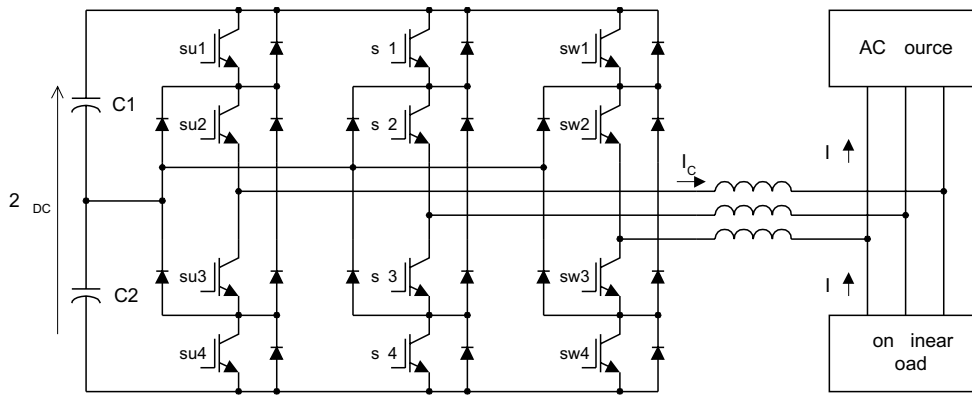 su1
s 1
sw1
AC ource
C1
su2
s 2
sw2
I
I C
2 DC
su3
s 3
sw3
I
C2
su4
s 4
sw4
on inear
oad